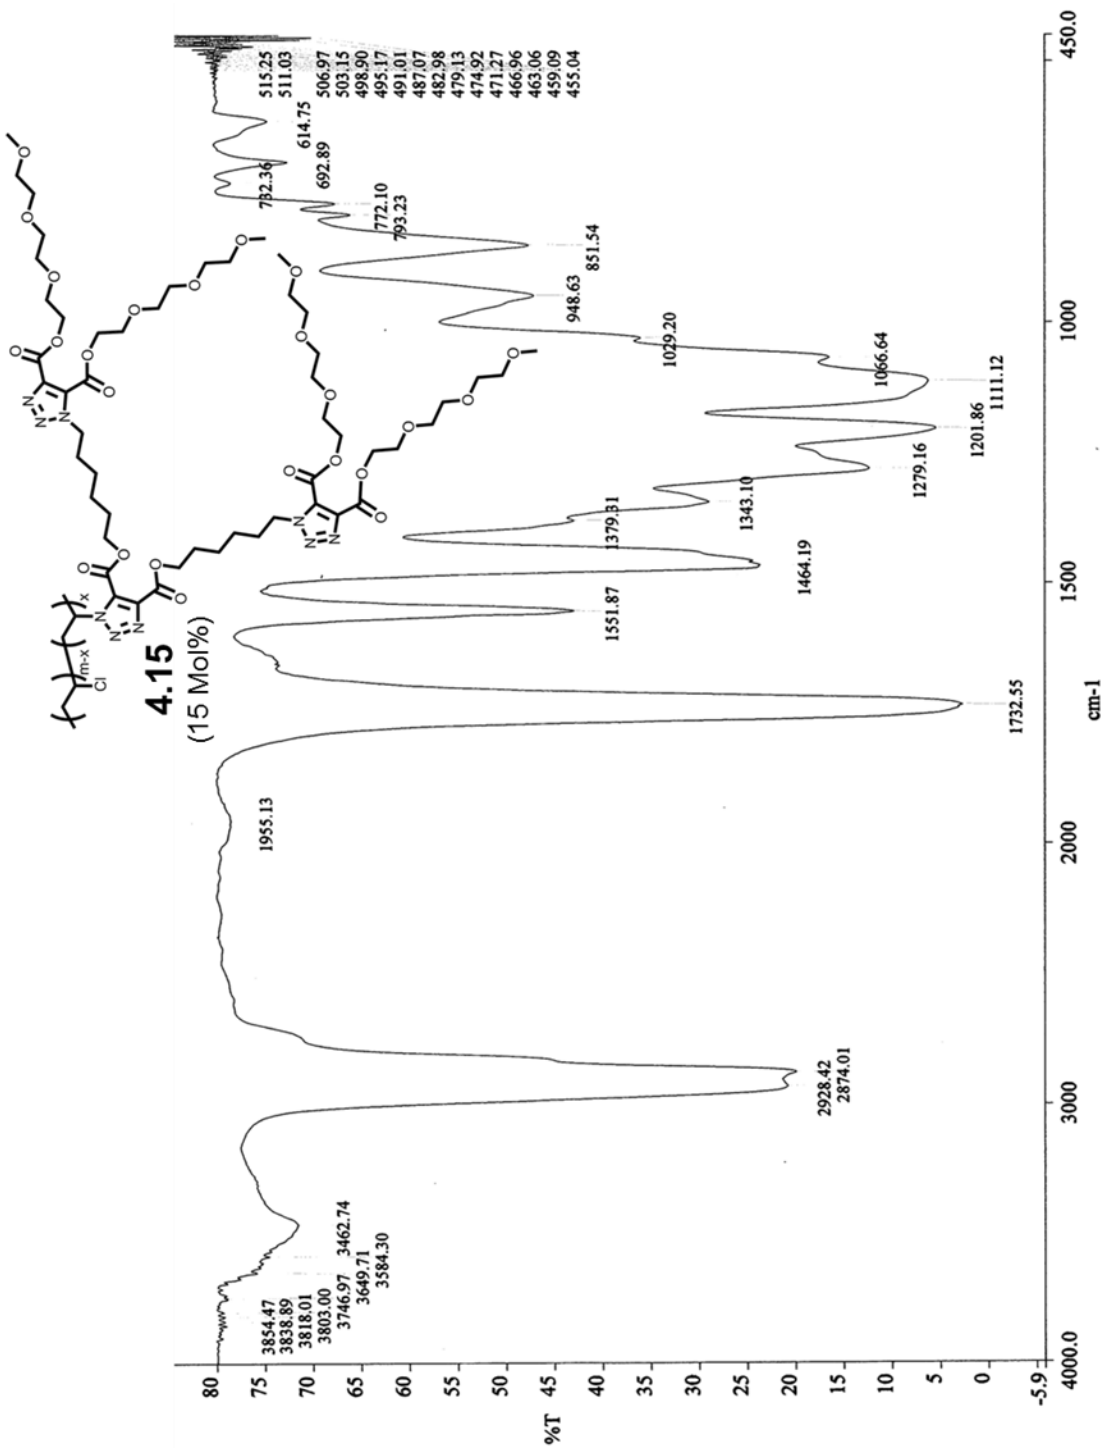 4.15
(15 Mol%)
m-x
x
Cl
N
N
N
O
O
O
O
N
N
N
O
O
O
O
O
O
O
O
O
O
N
N
N
O
O
O
O
O
O
O
O
O
O
%T
80
75
70
65
60
55
50
45
40
35
30
25
20
15
10
5
0
-5.9
4000.0
3000
2000
1500
1000
450.0
cm-1
3854.47
3838.89
3818.01
3803.00
3746.97
3649.71
3584.30
3462.74
2928.42
2874.01
1955.13
1732.55
1551.87
1464.19
1379.31
1343.10
1279.16
1201.86
1111.12
1066.64
1029.20
948.63
851.54
793.23
772.10
732.36
692.89
614.75
515.25
511.03
506.97
503.15
498.90
495.17
491.01
487.07
482.98
479.13
474.92
471.27
466.96
463.06
459.09
455.04